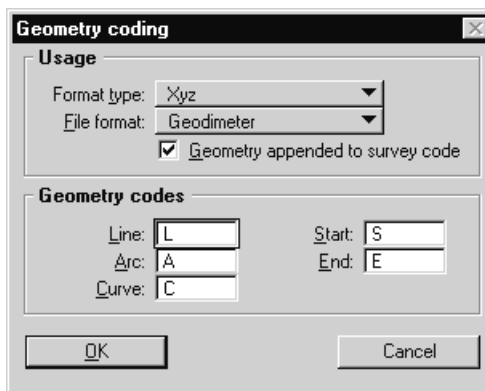 Geometry coding
Usage
Format type: Xyz
File format: Geodimeter
Geometry appended to survey code
Geometry codes
Line: L Start: S
Arc: A End: E
Curve: C
OK Cancel